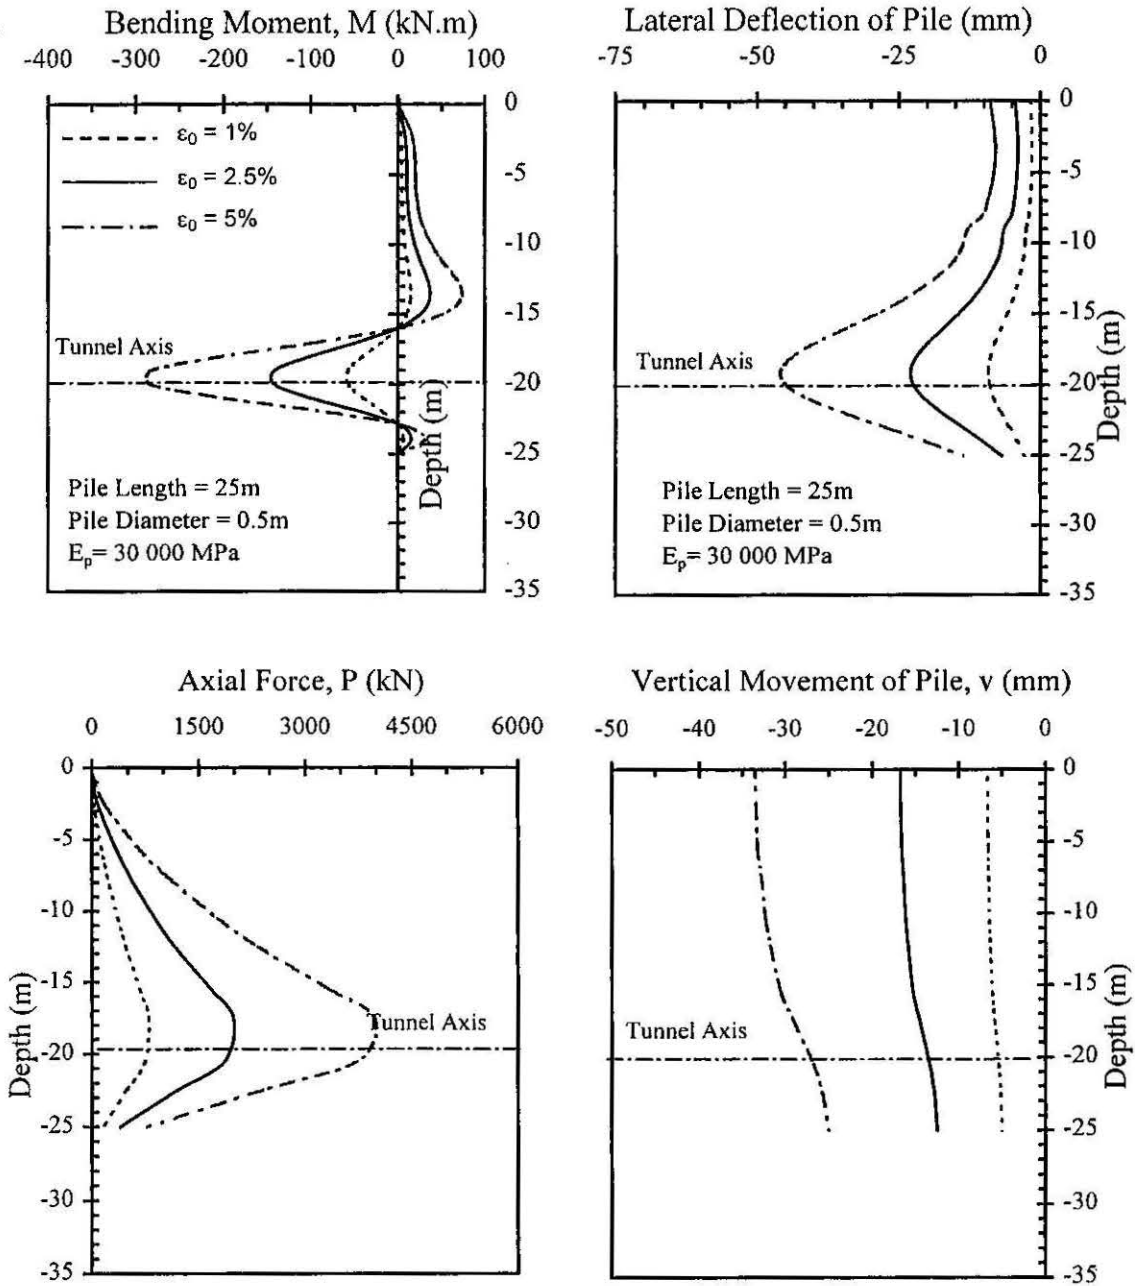 Bending Moment, M (kN.m)
-400 -300 -200 -100 0 100
ε0 = 1%
ε0 = 2.5%
ε0 = 5%
Tunnel Axis
Pile Length = 25m
Pile Diameter = 0.5m
Ep= 30 000 MPa
0
-5
-10
-15
-20
-25
-30
-35
Depth (m)
Lateral Deflection of Pile (mm)
-75 -50 -25 0
Tunnel Axis
Pile Length = 25m
Pile Diameter = 0.5m
Ep= 30 000 MPa
0
-5
-10
-15
-20
-25
-30
-35
Depth (m)
Axial Force, P (kN)
0 1500 3000 4500 6000
0
-5
-10
-15
-20
-25
-30
-35
Depth (m)
Tunnel Axis
Vertical Movement of Pile, v (mm)
-50 -40 -30 -20 -10 0
Tunnel Axis
0
-5
-10
-15
-20
-25
-30
-35
Depth (m)